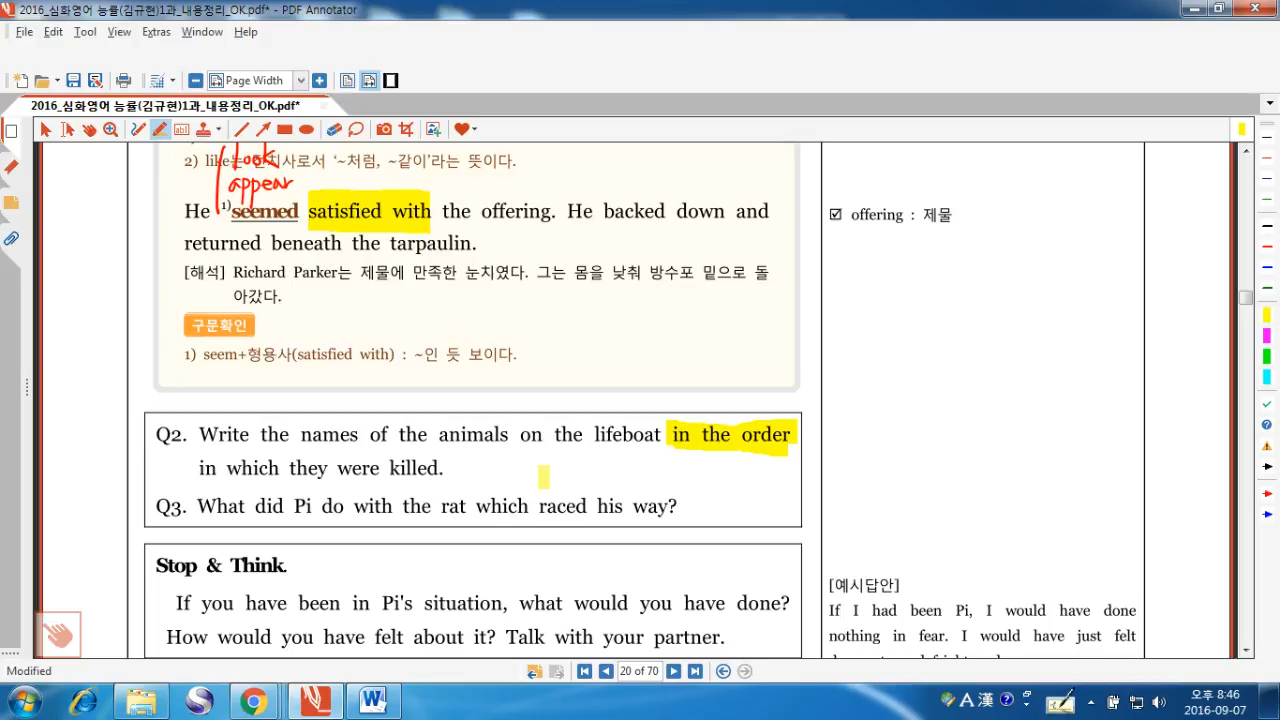 2016_심화영어 능률(김규현)1과_내용정리_OK.pdf* - PDF Annotator
File Edit Tool View Extras Window Help
Page Width
2016_심화영어 능률(김규현)1과_내용정리_OK.pdf*
look
2) like는 전치사로서 '~처럼, ~같이'라는 뜻이다.
appear
He 1)seemed satisfied with the offering. He backed down and
☑ offering : 제물
returned beneath the tarpaulin.
[해석] Richard Parker는 제물에 만족한 눈치였다. 그는 몸을 낮춰 방수포 밑으로 돌
아갔다.
구문확인
1) seem+형용사(satisfied with) : ~인 듯 보이다.
Q2. Write the names of the animals on the lifeboat in the order
in which they were killed.
Q3. What did Pi do with the rat which raced his way?
Stop & Think.
If you have been in Pi's situation, what would you have done?
How would you have felt about it? Talk with your partner.
[예시답안]
If I had been Pi, I would have done
nothing in fear. I would have just felt
Modified
20 of 70
A 漢
오후 8:46
2016-09-07